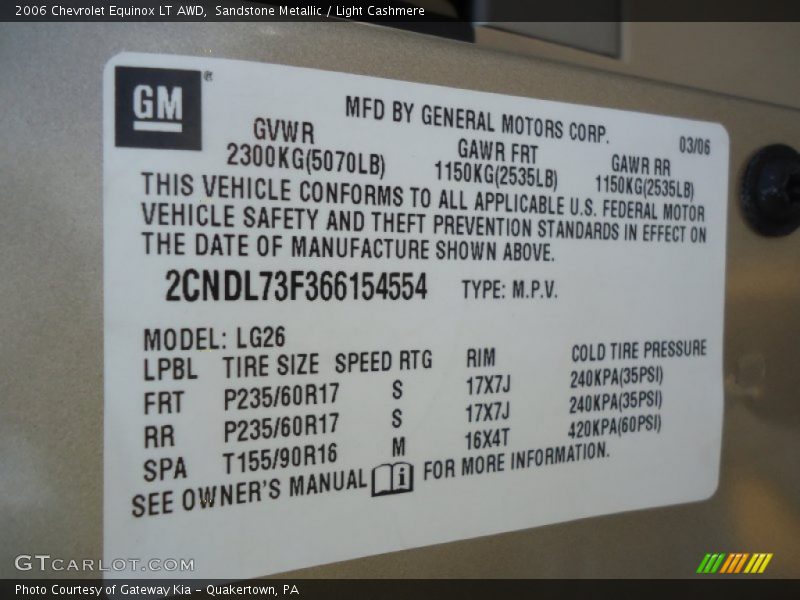 2006 Chevrolet Equinox LT AWD, Sandstone Metallic / Light Cashmere
GM®
MFD BY GENERAL MOTORS CORP.
03/06
GVWR GAWR FRT GAWR RR
2300KG(5070LB) 1150KG(2535LB) 1150KG(2535LB)
THIS VEHICLE CONFORMS TO ALL APPLICABLE U.S. FEDERAL MOTOR
VEHICLE SAFETY AND THEFT PREVENTION STANDARDS IN EFFECT ON
THE DATE OF MANUFACTURE SHOWN ABOVE.
2CNDL73F366154554 TYPE: M.P.V.
MODEL: LG26
LPBL TIRE SIZE SPEED RTG RIM COLD TIRE PRESSURE
FRT P235/60R17 S 17X7J 240KPA(35PSI)
RR P235/60R17 S 17X7J 240KPA(35PSI)
SPA T155/90R16 M 16X4T 420KPA(60PSI)
SEE OWNER'S MANUAL i FOR MORE INFORMATION.
GTCARLOT.COM
Photo Courtesy of Gateway Kia - Quakertown, PA